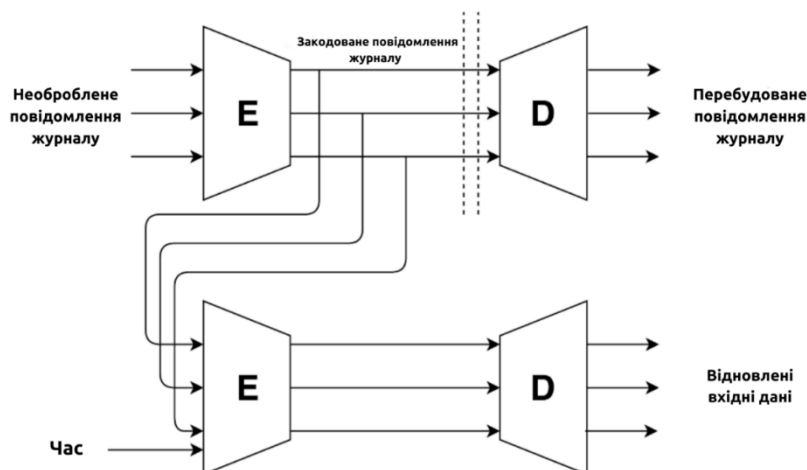 Закодоване повідомлення
журналу
Необроблене
повідомлення
журналу
E
D
Перебудоване
повідомлення
журналу
E
D
Відновлені
вхідні дані
Час